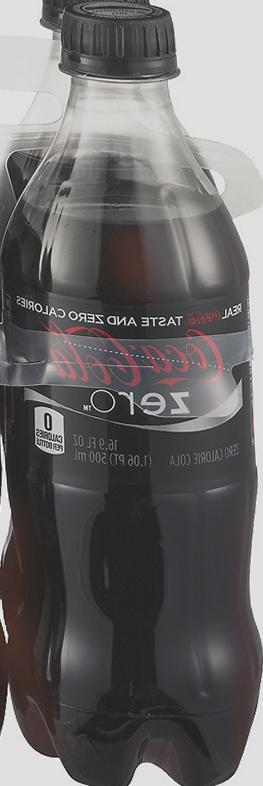 REAL Coca-Cola TASTE AND ZERO CALORIES
Coca-Cola
zero™
ZERO CALORIE COLA
16.9 FL OZ
(1.06 PT) 500 mL
0
CALORIES
PER BOTTLE